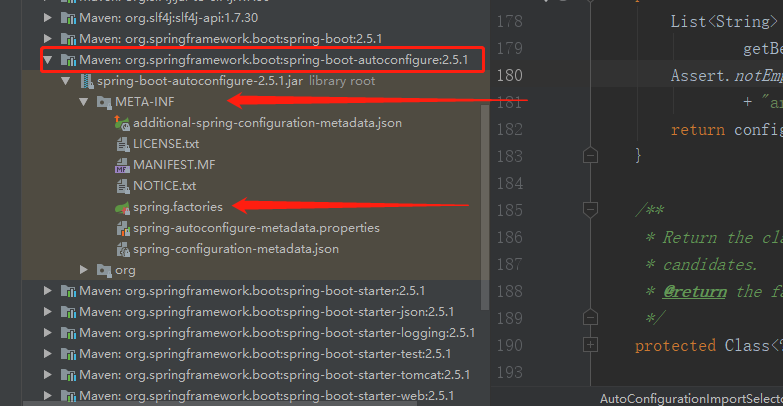 Maven: org.slf4j:slf4j-api:1.7.30
Maven: org.springframework.boot:spring-boot:2.5.1
Maven: org.springframework.boot:spring-boot-autoconfigure:2.5.1
spring-boot-autoconfigure-2.5.1.jar library root
META-INF
additional-spring-configuration-metadata.json
LICENSE.txt
MANIFEST.MF
NOTICE.txt
spring.factories
spring-autoconfigure-metadata.properties
spring-configuration-metadata.json
org
Maven: org.springframework.boot:spring-boot-starter:2.5.1
Maven: org.springframework.boot:spring-boot-starter-json:2.5.1
Maven: org.springframework.boot:spring-boot-starter-logging:2.5.1
Maven: org.springframework.boot:spring-boot-starter-test:2.5.1
Maven: org.springframework.boot:spring-boot-starter-tomcat:2.5.1
Maven: org.springframework.boot:spring-boot-starter-web:2.5.1
178 List<String>
179 getBe
180 Assert.notEmp
181 + "a
182 return config
183 }
184
185 /**
186 * Return the cla
187 * candidates.
188 * @return the fa
189 */
190 protected Class<?
193
AutoConfigurationImportSelecto